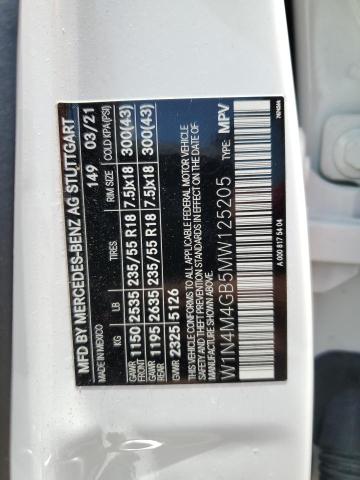 MFD BY MERCEDES-BENZ AG STUTTGART
MADE IN MEXICO 149 03/21
KG LB TIRES RIM SIZE COLD KPA(PSI)
GAWR FRONT 1150 2535 235/55 R18 7.5Jx18 300(43)
GAWR REAR 1195 2635 235/55 R18 7.5Jx18 300(43)
GVWR 2325 5126
THIS VEHICLE CONFORMS TO ALL APPLICABLE FEDERAL MOTOR VEHICLE
SAFETY STANDARDS IN EFFECT ON THE DATE OF
MANUFACTURE SHOWN ABOVE.
W1N4M4GB5MW125205 TYPE: MPV
A 000 817 54 04